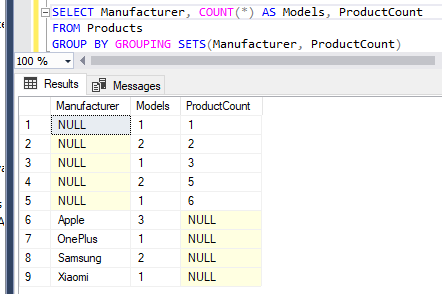 SELECT Manufacturer, COUNT(*) AS Models, ProductCount
FROM Products
GROUP BY GROUPING SETS(Manufacturer, ProductCount)
100 %
Results Messages
Manufacturer Models ProductCount
1 NULL 1 1
2 NULL 2 2
3 NULL 1 3
4 NULL 2 5
5 NULL 1 6
6 Apple 3 NULL
7 OnePlus 1 NULL
8 Samsung 2 NULL
9 Xiaomi 1 NULL